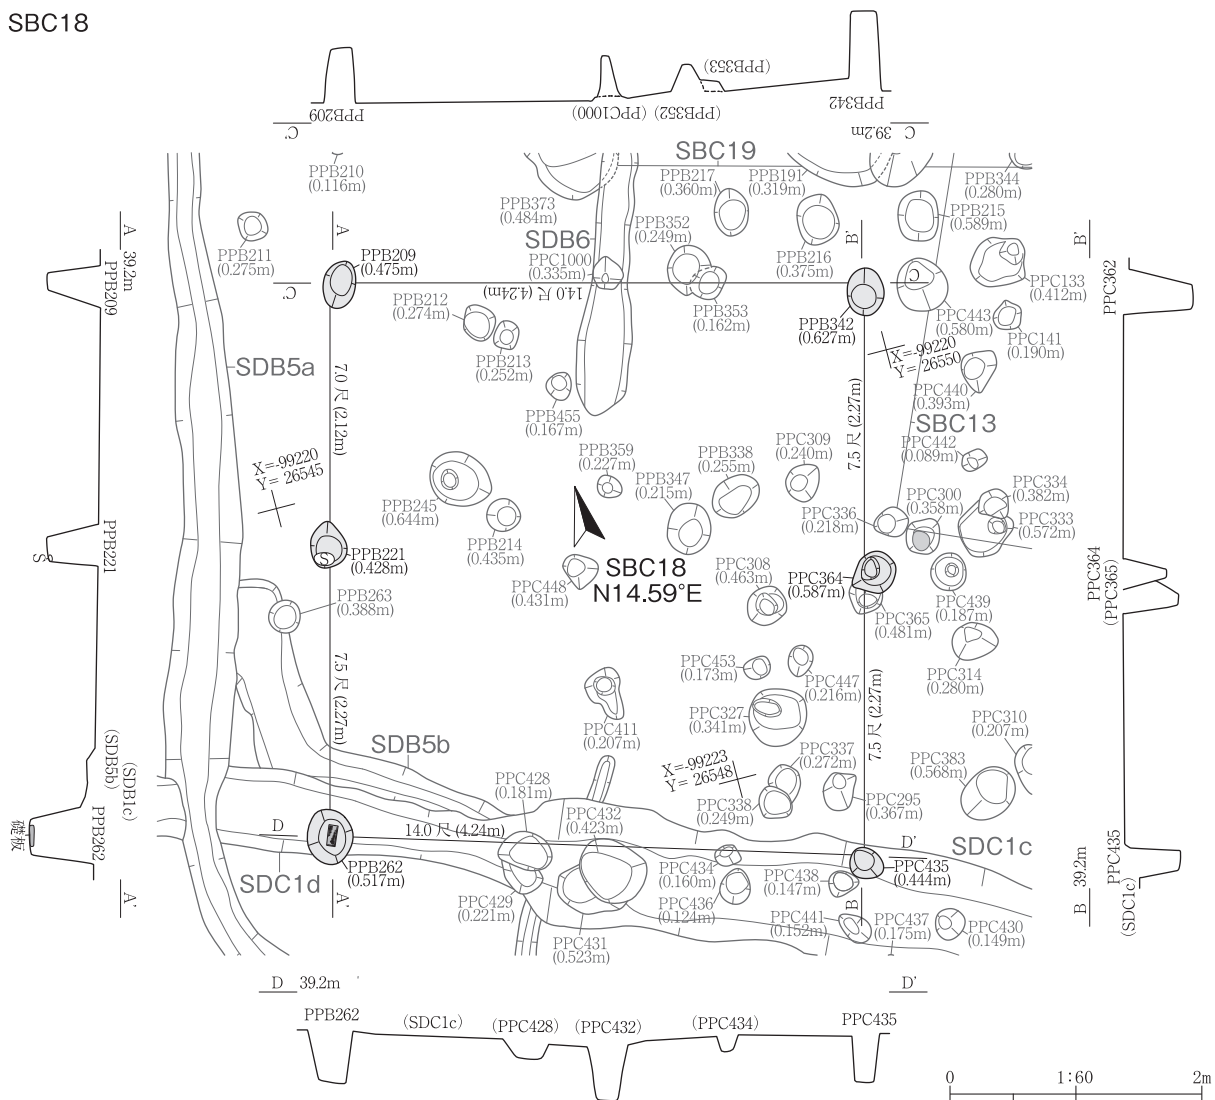 SBC18
(PPB353)
PPB209
(PPC1000)
(PPB352)
PPB342
C'
39.2m
C
SBC19
PPB210
(0.116m)
PPB217
(0.360m)
PPB191
(0.319m)
PPB344
(0.280m)
PPB373
(0.484m)
PPB352
(0.249m)
PPB215
(0.589m)
A
39.2m
PPB209
A
PPB211
(0.275m)
PPB209
(0.475m)
SDB6
PPC1000
(0.335m)
PPB216
(0.375m)
B'
B'
PPC362
C'
14.0 尺 (4.24m)
C
PPC133
(0.412m)
PPB212
(0.274m)
PPB353
(0.162m)
PPB342
(0.627m)
PPC443
(0.580m)
PPC141
(0.190m)
PPB213
(0.252m)
X=-99220
Y= 26550
SDB5a
7.0 尺 (2.12m)
PPB455
(0.167m)
7.5 尺 (2.27m)
PPC440
(0.393m)
SBC13
PPC442
(0.089m)
X=-99220
Y= 26545
PPB359
(0.227m)
PPB338
(0.255m)
PPC309
(0.240m)
PPB347
(0.215m)
PPC334
(0.382m)
PPB245
(0.644m)
PPC336
(0.218m)
PPC300
(0.358m)
PPC333
(0.572m)
PPB221
S
S
PPB221
(0.428m)
PPB214
(0.435m)
SBC18
N14.59°E
PPC448
(0.431m)
PPC308
(0.463m)
PPC364
(0.587m)
PPC439
(0.187m)
PPC364
(PPC365)
PPB263
(0.388m)
PPC365
(0.481m)
PPC314
(0.280m)
7.5 尺 (2.27m)
PPC453
(0.173m)
PPC447
(0.216m)
7.5 尺 (2.27m)
PPC327
(0.341m)
PPC411
(0.207m)
PPC310
(0.207m)
(SDB5b)
(SDB1c)
SDB5b
PPC337
(0.272m)
PPC383
(0.568m)
X=-99223
Y= 26548
PPC428
(0.181m)
PPC338
(0.249m)
PPC295
(0.367m)
礎板
PPB262
D
14.0 尺 (4.24m)
PPC432
(0.423m)
D'
SDC1c
PPB262
(0.517m)
PPC434
(0.160m)
PPC438
(0.147m)
PPC435
(0.444m)
PPC435
(SDC1c)
SDC1d
A'
A'
PPC429
(0.221m)
PPC436
(0.124m)
B
B
39.2m
PPC441
(0.152m)
PPC437
(0.175m)
PPC430
(0.149m)
PPC431
(0.523m)
D
39.2m
D'
PPB262
(SDC1c)
(PPC428)
(PPC432)
(PPC434)
PPC435
0
1:60
2m